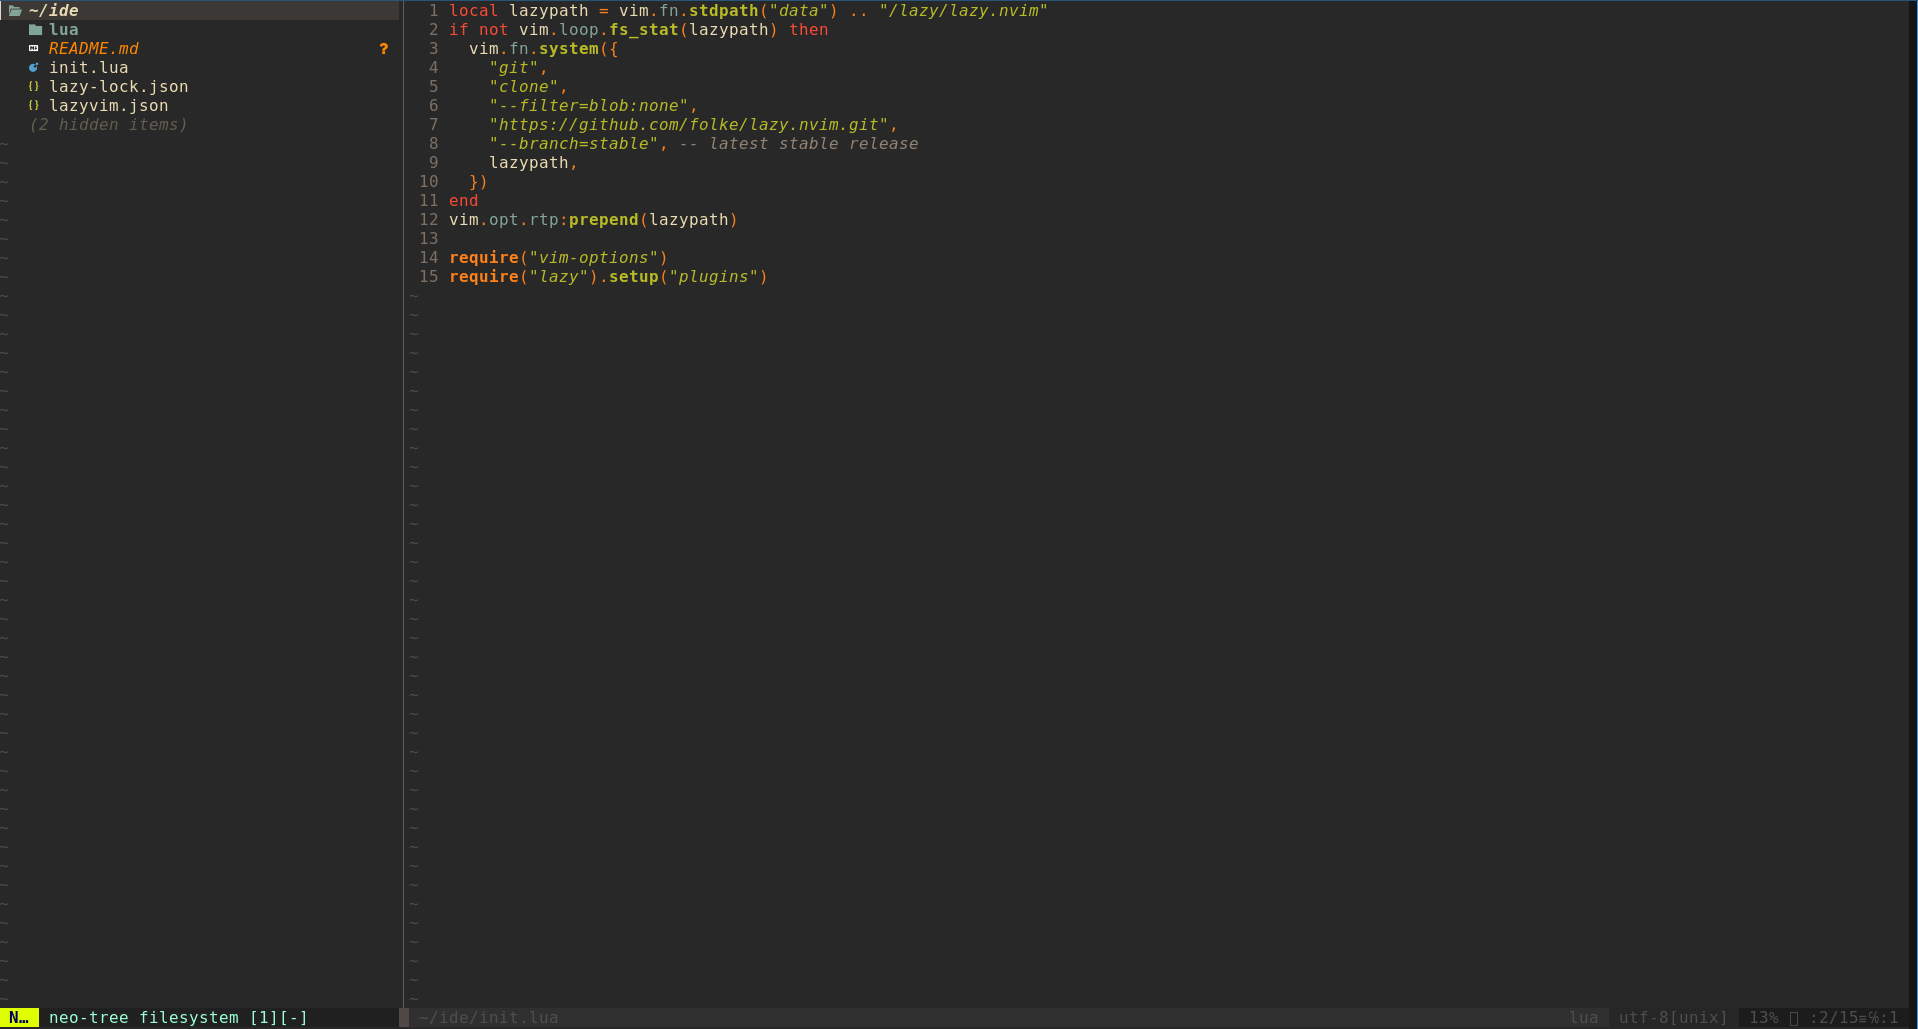 ~/ide
lua
README.md ?
init.lua
lazy-lock.json
lazyvim.json
(2 hidden items)
1 local lazypath = vim.fn.stdpath("data") .. "/lazy/lazy.nvim"
2 if not vim.loop.fs_stat(lazypath) then
3 vim.fn.system({
4 "git",
5 "clone",
6 "--filter=blob:none",
7 "https://github.com/folke/lazy.nvim.git",
8 "--branch=stable", -- latest stable release
9 lazypath,
10 })
11 end
12 vim.opt.rtp:prepend(lazypath)
13
14 require("vim-options")
15 require("lazy").setup("plugins")
N… neo-tree filesystem [1][-]
~/ide/init.lua lua utf-8[unix] 13% :2/15≡℅:1